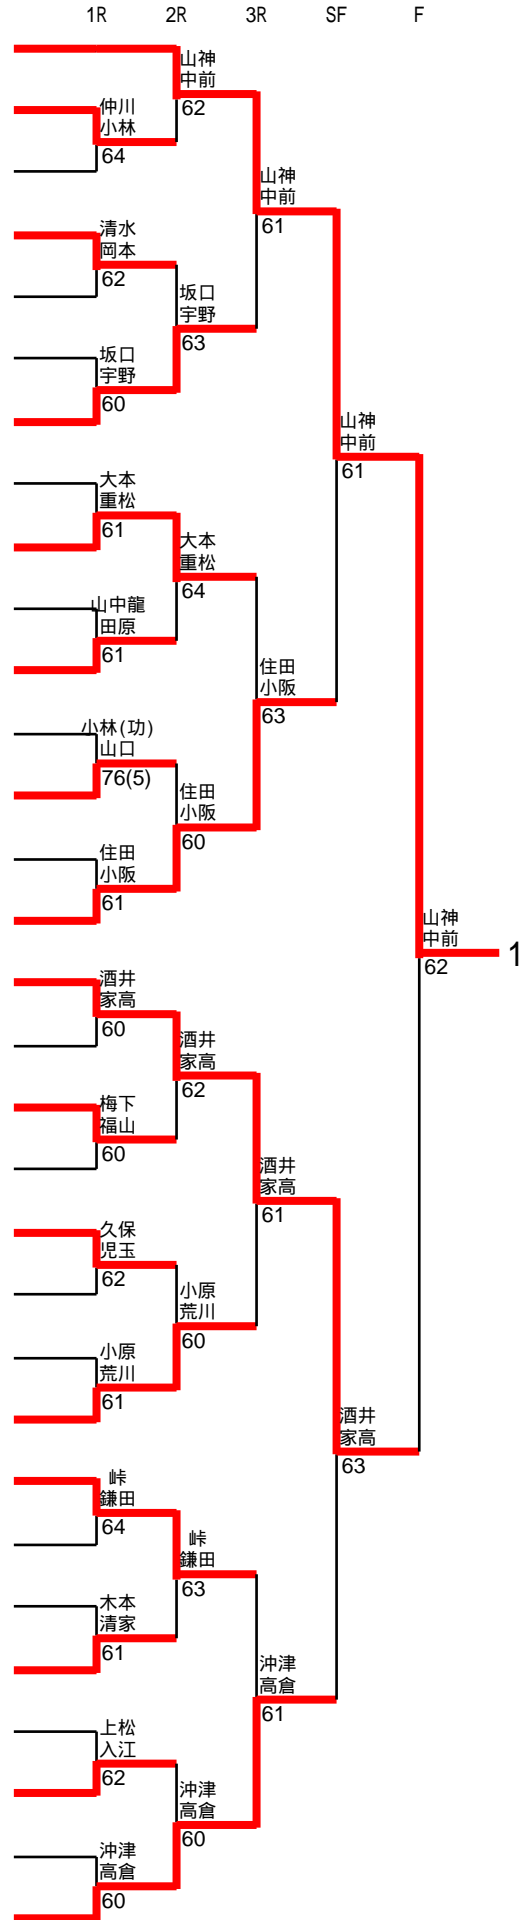 1R 2R 3R SF F
山神
中前
62
仲川
小林
64
山神
中前
61
清水
岡本
62
坂口
宇野
63
坂口
宇野
60
山神
中前
61
大本
重松
61
大本
重松
64
山中龍
田原
61
住田
小阪
63
小林(功)
山口
76(5)
住田
小阪
60
住田
小阪
61
山神
中前
62
1
酒井
家高
60
酒井
家高
62
梅下
福山
60
酒井
家高
61
久保
児玉
62
小原
荒川
60
小原
荒川
61
酒井
家高
63
峠
鎌田
64
峠
鎌田
63
木本
清家
61
沖津
高倉
61
上松
入江
62
沖津
高倉
60
沖津
高倉
60